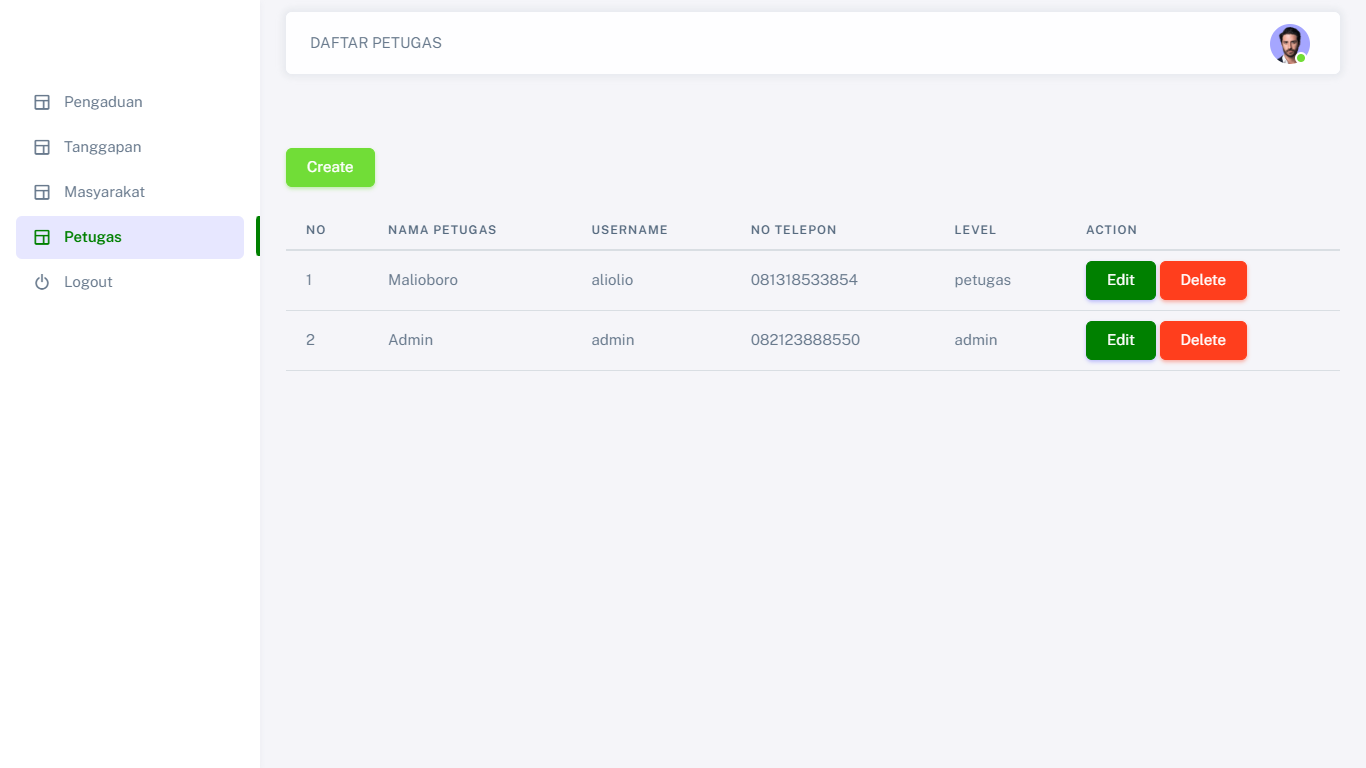 DAFTAR PETUGAS
Pengaduan
Tanggapan
Masyarakat
Petugas
Logout
Create
NO NAMA PETUGAS USERNAME NO TELEPON LEVEL ACTION
1 Malioboro aliolio 081318533854 petugas Edit Delete
2 Admin admin 082123888550 admin Edit Delete